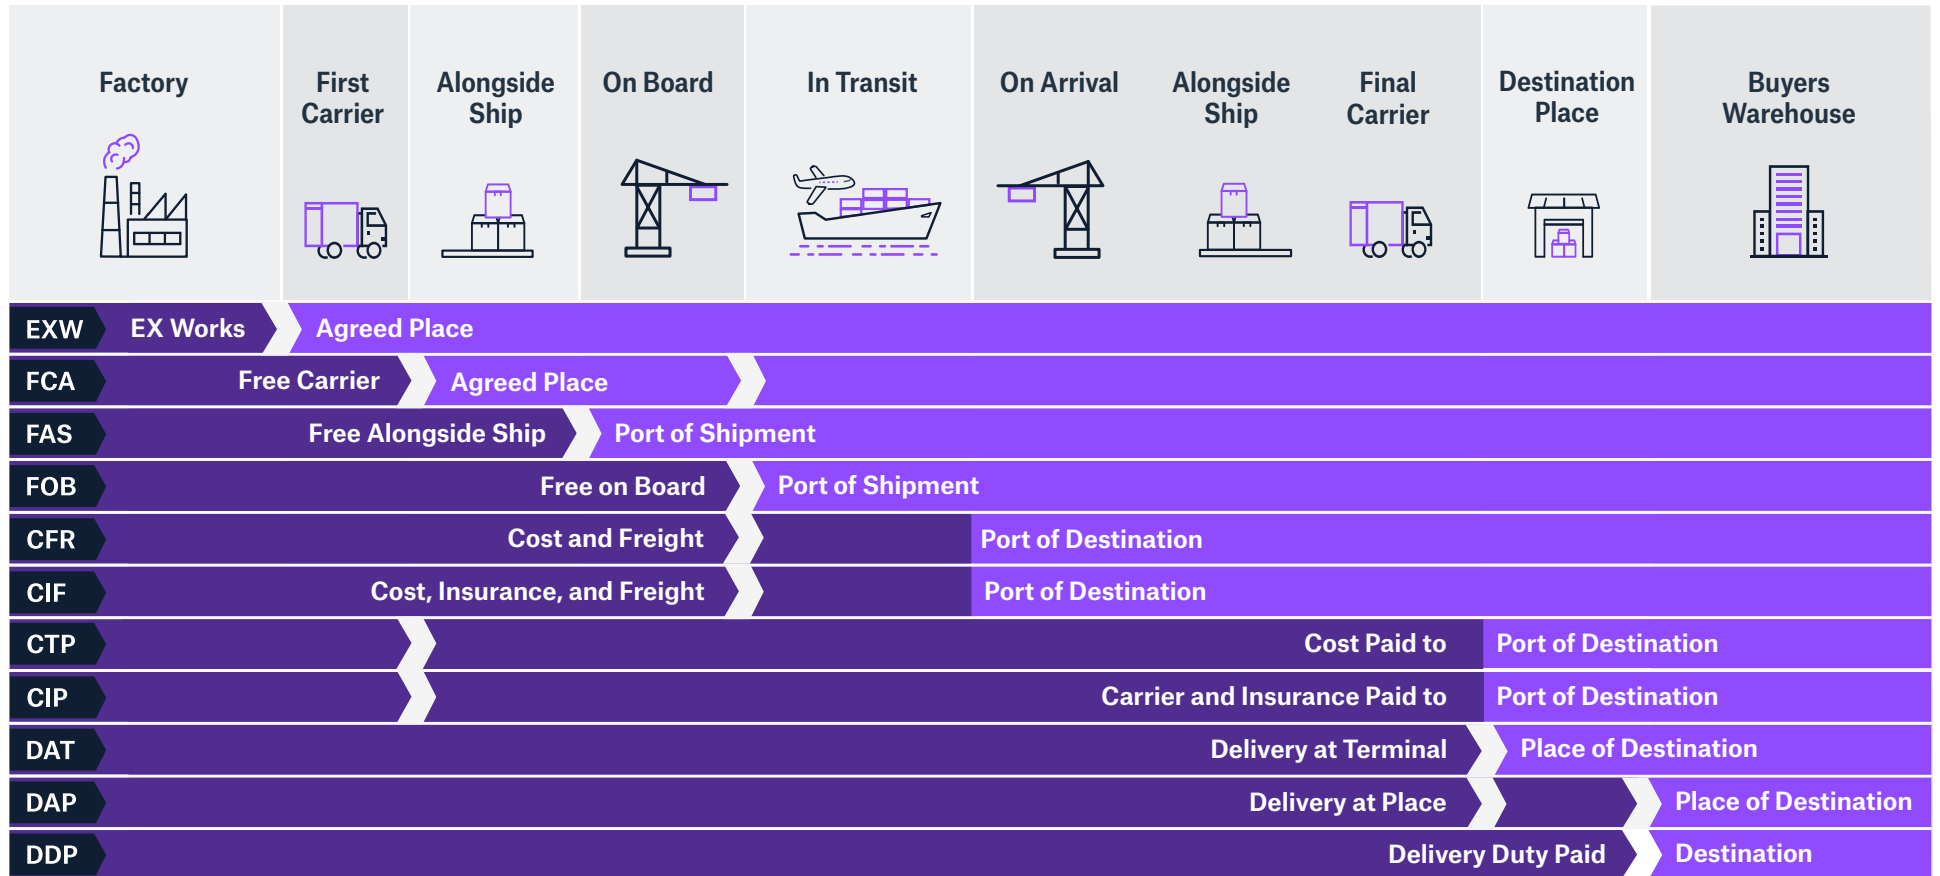 Factory
First
Carrier
Alongside
Ship
On Board
In Transit
On Arrival
Alongside
Ship
Final
Carrier
Destination
Place
Buyers
Warehouse
EXW EX Works Agreed Place
FCA Free Carrier Agreed Place
FAS Free Alongside Ship Port of Shipment
FOB Free on Board Port of Shipment
CFR Cost and Freight Port of Destination
CIF Cost, Insurance, and Freight Port of Destination
CTP Cost Paid to Port of Destination
CIP Carrier and Insurance Paid to Port of Destination
DAT Delivery at Terminal Place of Destination
DAP Delivery at Place Place of Destination
DDP Delivery Duty Paid Destination